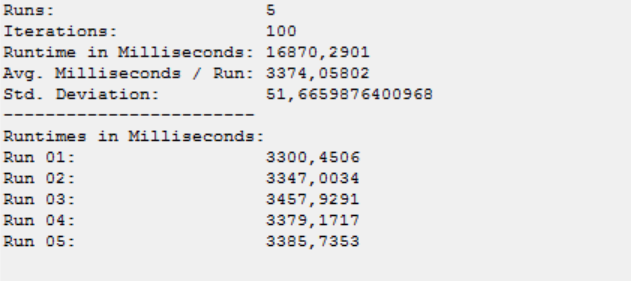 Runs: 5
Iterations: 100
Runtime in Milliseconds: 16870,2901
Avg. Milliseconds / Run: 3374,05802
Std. Deviation: 51,6659876400968
------------------------
Runtimes in Milliseconds:
Run 01: 3300,4506
Run 02: 3347,0034
Run 03: 3457,9291
Run 04: 3379,1717
Run 05: 3385,7353